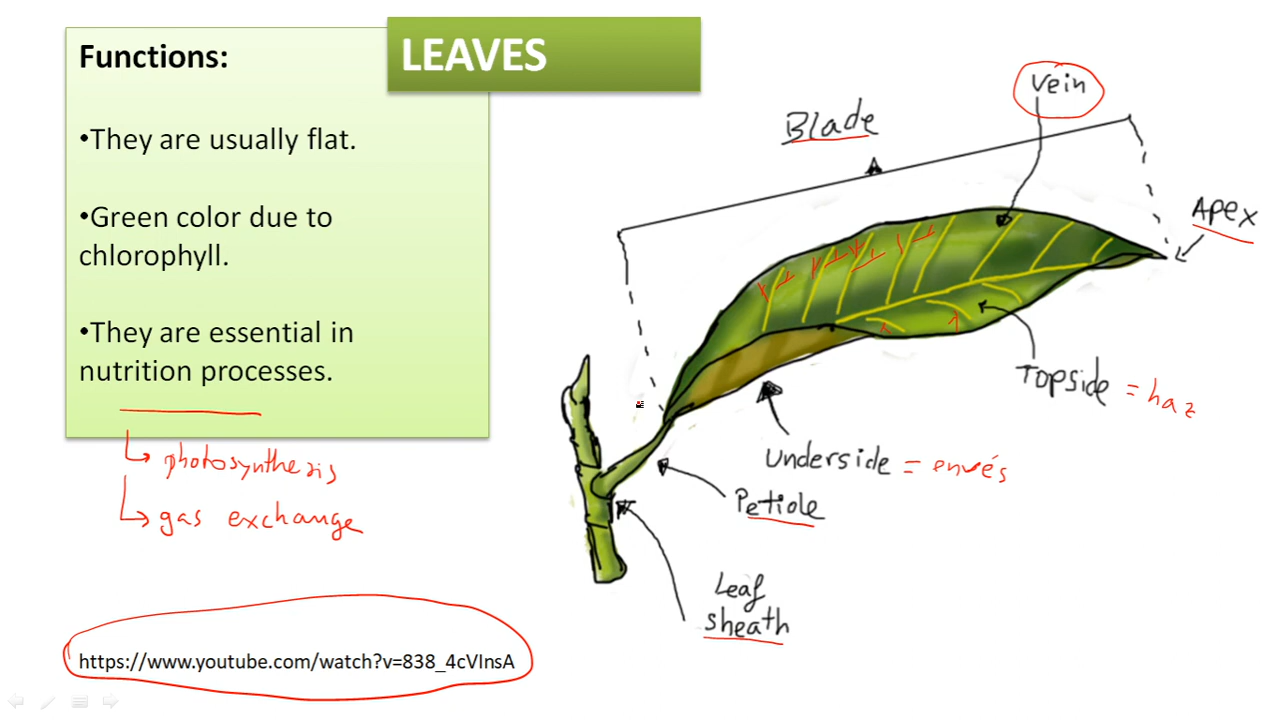 LEAVES
Functions:
•They are usually flat.
•Green color due to
chlorophyll.
•They are essential in
nutrition processes.
photosynthesis
gas exchange
https://www.youtube.com/watch?v=838_4cVInsA
Vein
Blade
Apex
Topside = haz
Underside = envés
Petiole
Leaf
sheath